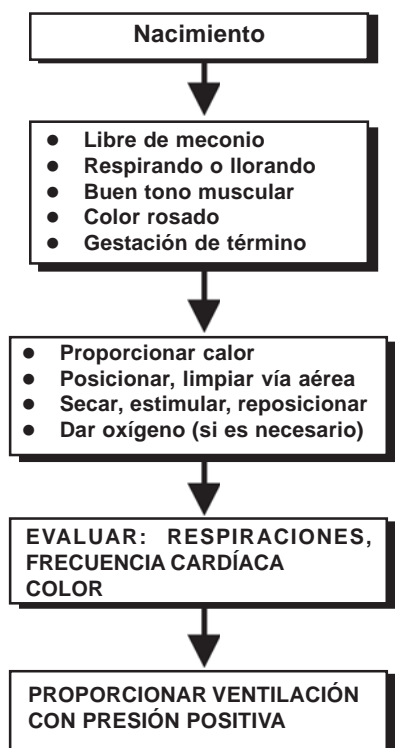 Nacimiento
● Libre de meconio
● Respirando o llorando
● Buen tono muscular
● Color rosado
● Gestación de término
● Proporcionar calor
● Posicionar, limpiar vía aérea
● Secar, estimular, reposicionar
● Dar oxígeno (si es necesario)
EVALUAR: RESPIRACIONES,
FRECUENCIA CARDÍACA
COLOR
PROPORCIONAR VENTILACIÓN
CON PRESIÓN POSITIVA